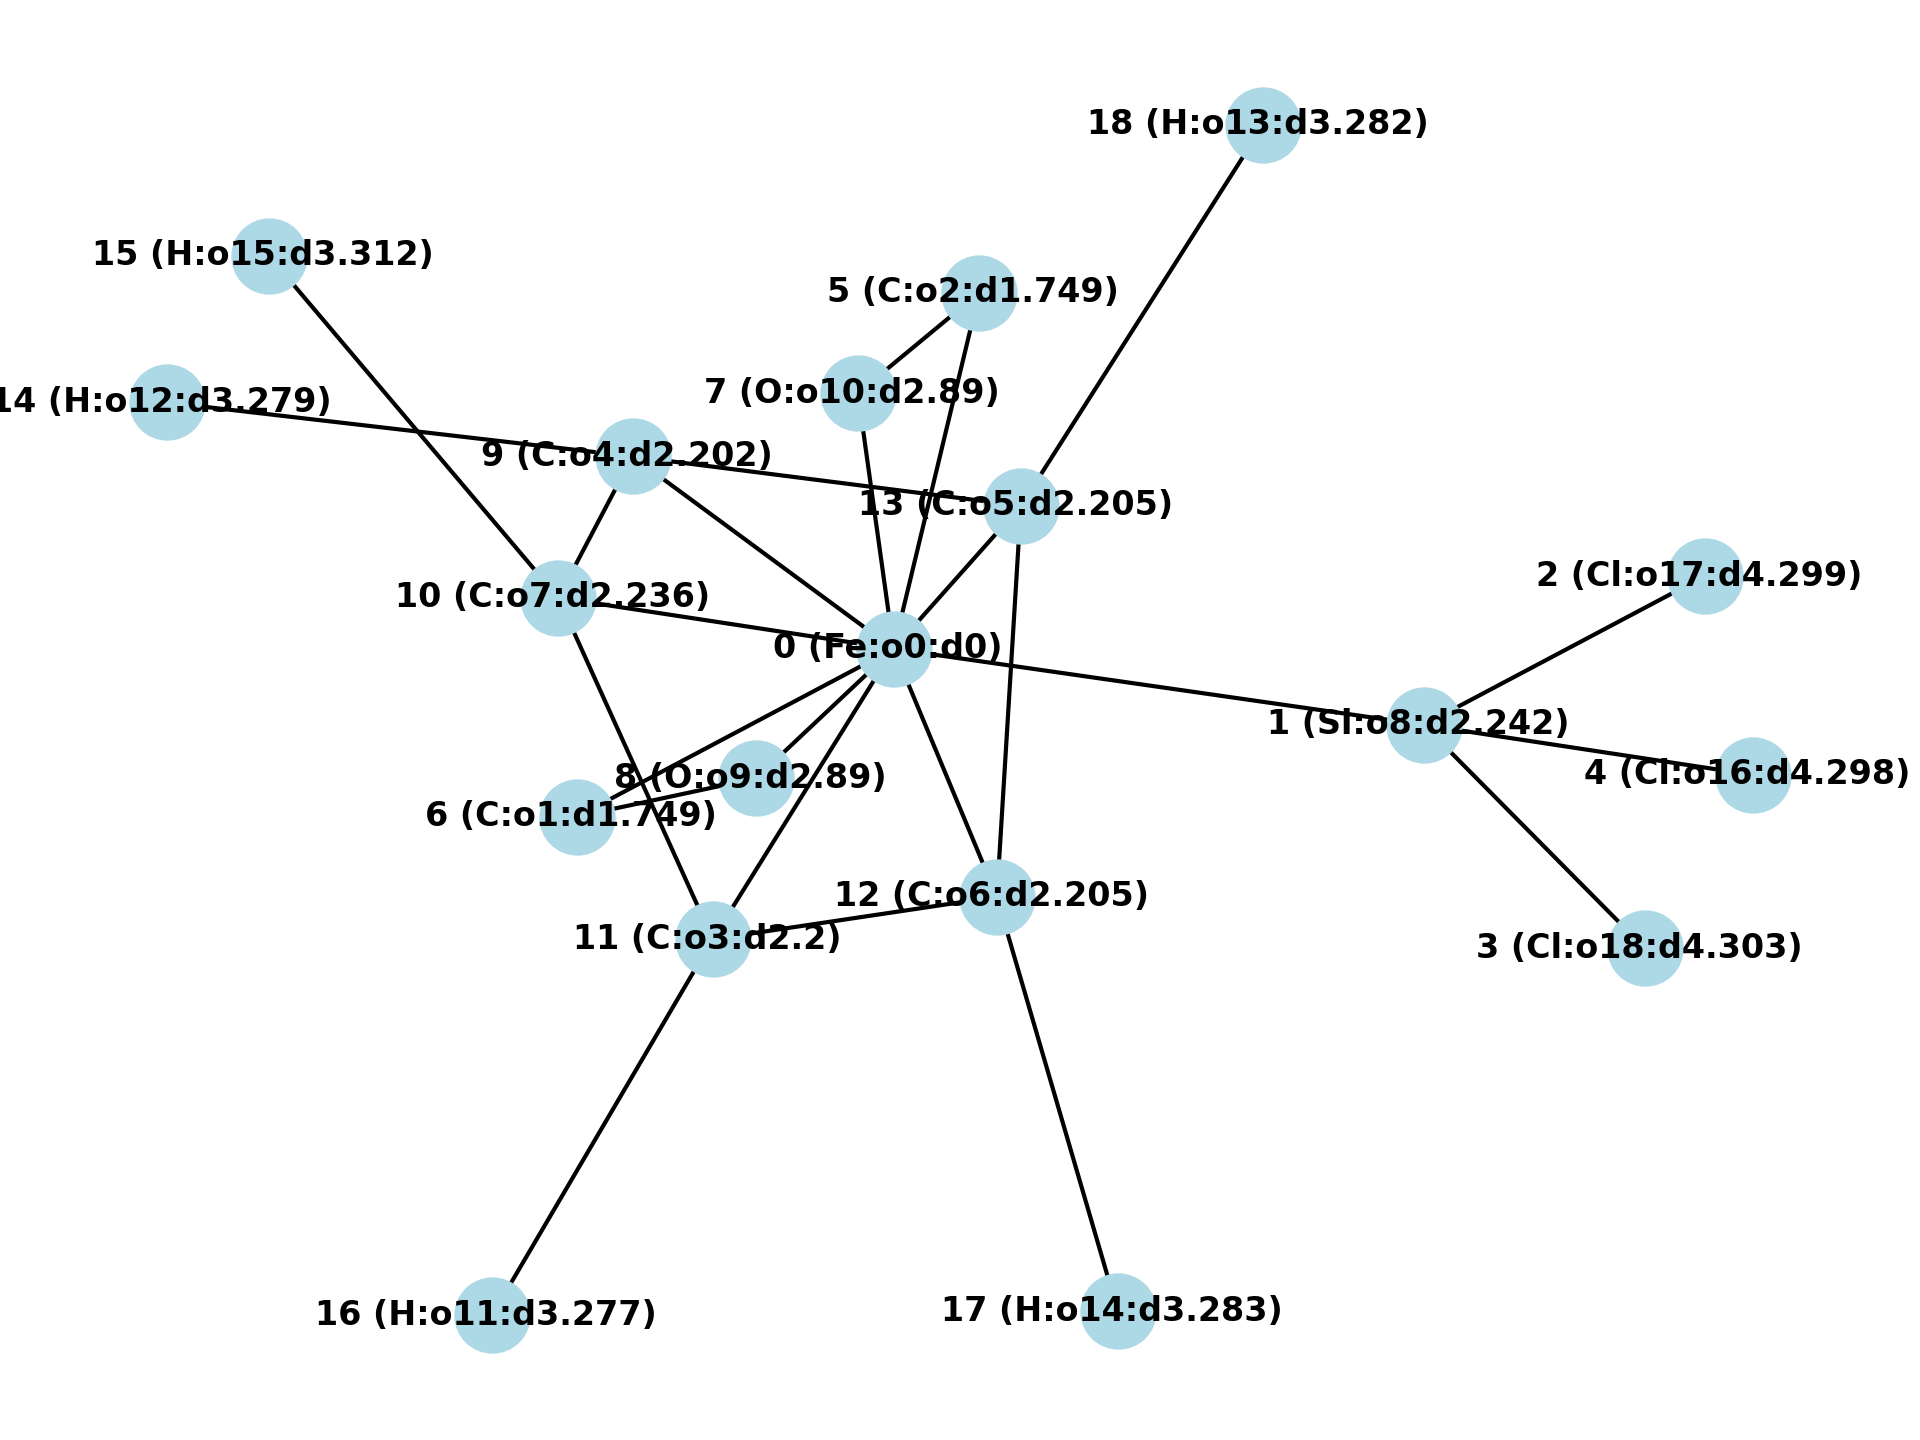 18 (H:o13:d3.282)
15 (H:o15:d3.312)
5 (C:o2:d1.749)
7 (O:o10:d2.89)
14 (H:o12:d3.279)
9 (C:o4:d2.202)
13 (C:o5:d2.205)
2 (Cl:o17:d4.299)
10 (C:o7:d2.236)
0 (Fe:o0:d0)
1 (Si:o8:d2.242)
4 (Cl:o16:d4.298)
8 (O:o9:d2.89)
6 (C:o1:d1.749)
12 (C:o6:d2.205)
11 (C:o3:d2.2)
3 (Cl:o18:d4.303)
16 (H:o11:d3.277)
17 (H:o14:d3.283)